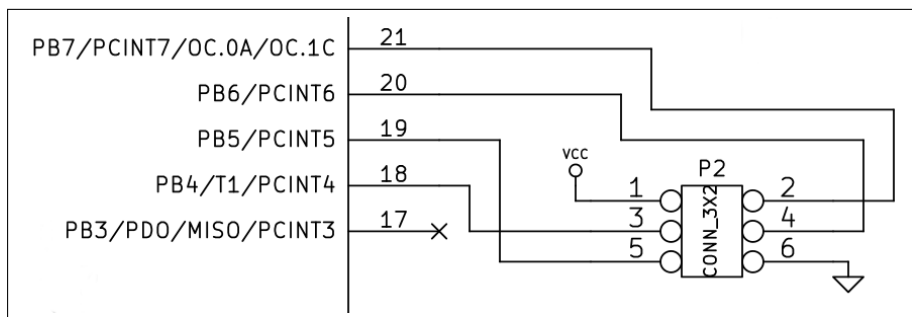 PB7/PCINT7/OC.0A/OC.1C 21
PB6/PCINT6 20
PB5/PCINT5 19
PB4/T1/PCINT4 18
PB3/PDO/MISO/PCINT3 17
VCC
P2
1 2
3 4
5 6
CONN_3X2